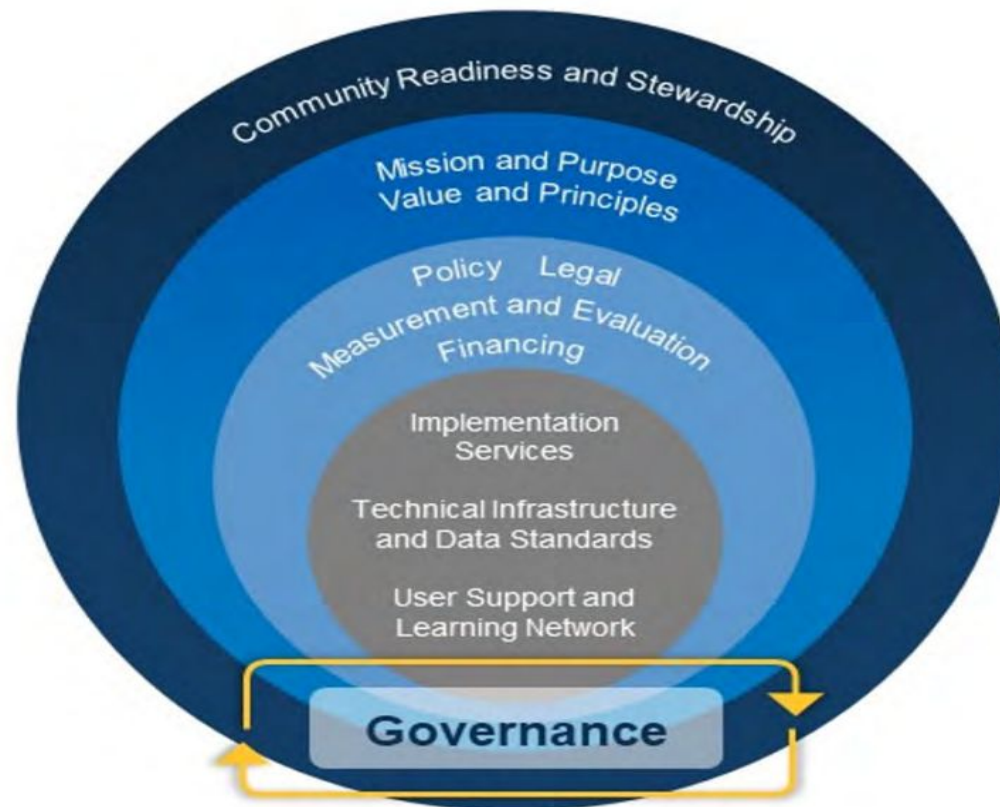 Community Readiness and Stewardship
Mission and Purpose
Value and Principles
Policy Legal
Measurement and Evaluation
Financing
Implementation
Services
Technical Infrastructure
and Data Standards
User Support and
Learning Network
Governance